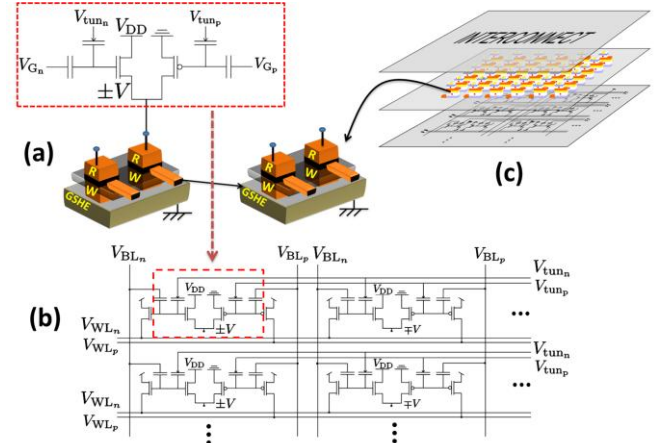 (a)
V_tun_n
V_DD
V_tun_p
V_G_n
V_G_p
±V
R
W
R
W
GSHE
R
W
R
W
GSHE
INTERCONNECT
(c)
(b)
V_BL_n
V_BL_p
V_BL_n
V_BL_p
V_tun_n
V_tun_p
V_DD
V_DD
±V
∓V
...
V_WL_n
V_WL_p
V_tun_n
V_tun_p
V_DD
V_DD
±V
∓V
...
V_WL_n
V_WL_p
...
...